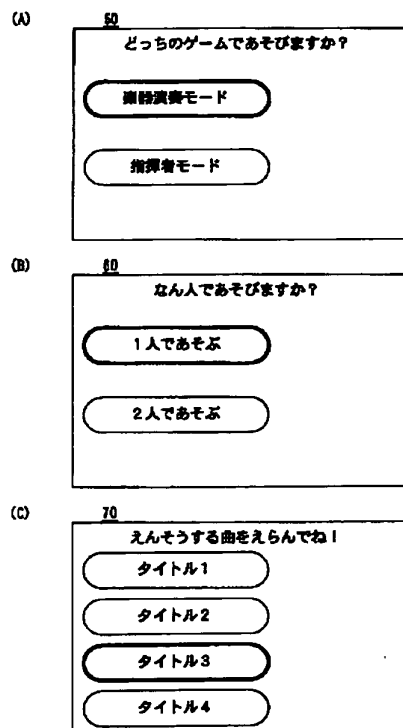 (A)
50
どっちのゲームであそびますか?
楽器演奏モード
指揮者モード
(B)
60
なん人であそびますか?
1人であそぶ
2人であそぶ
(C)
70
えんそうする曲をえらんでね!
タイトル1
タイトル2
タイトル3
タイトル4